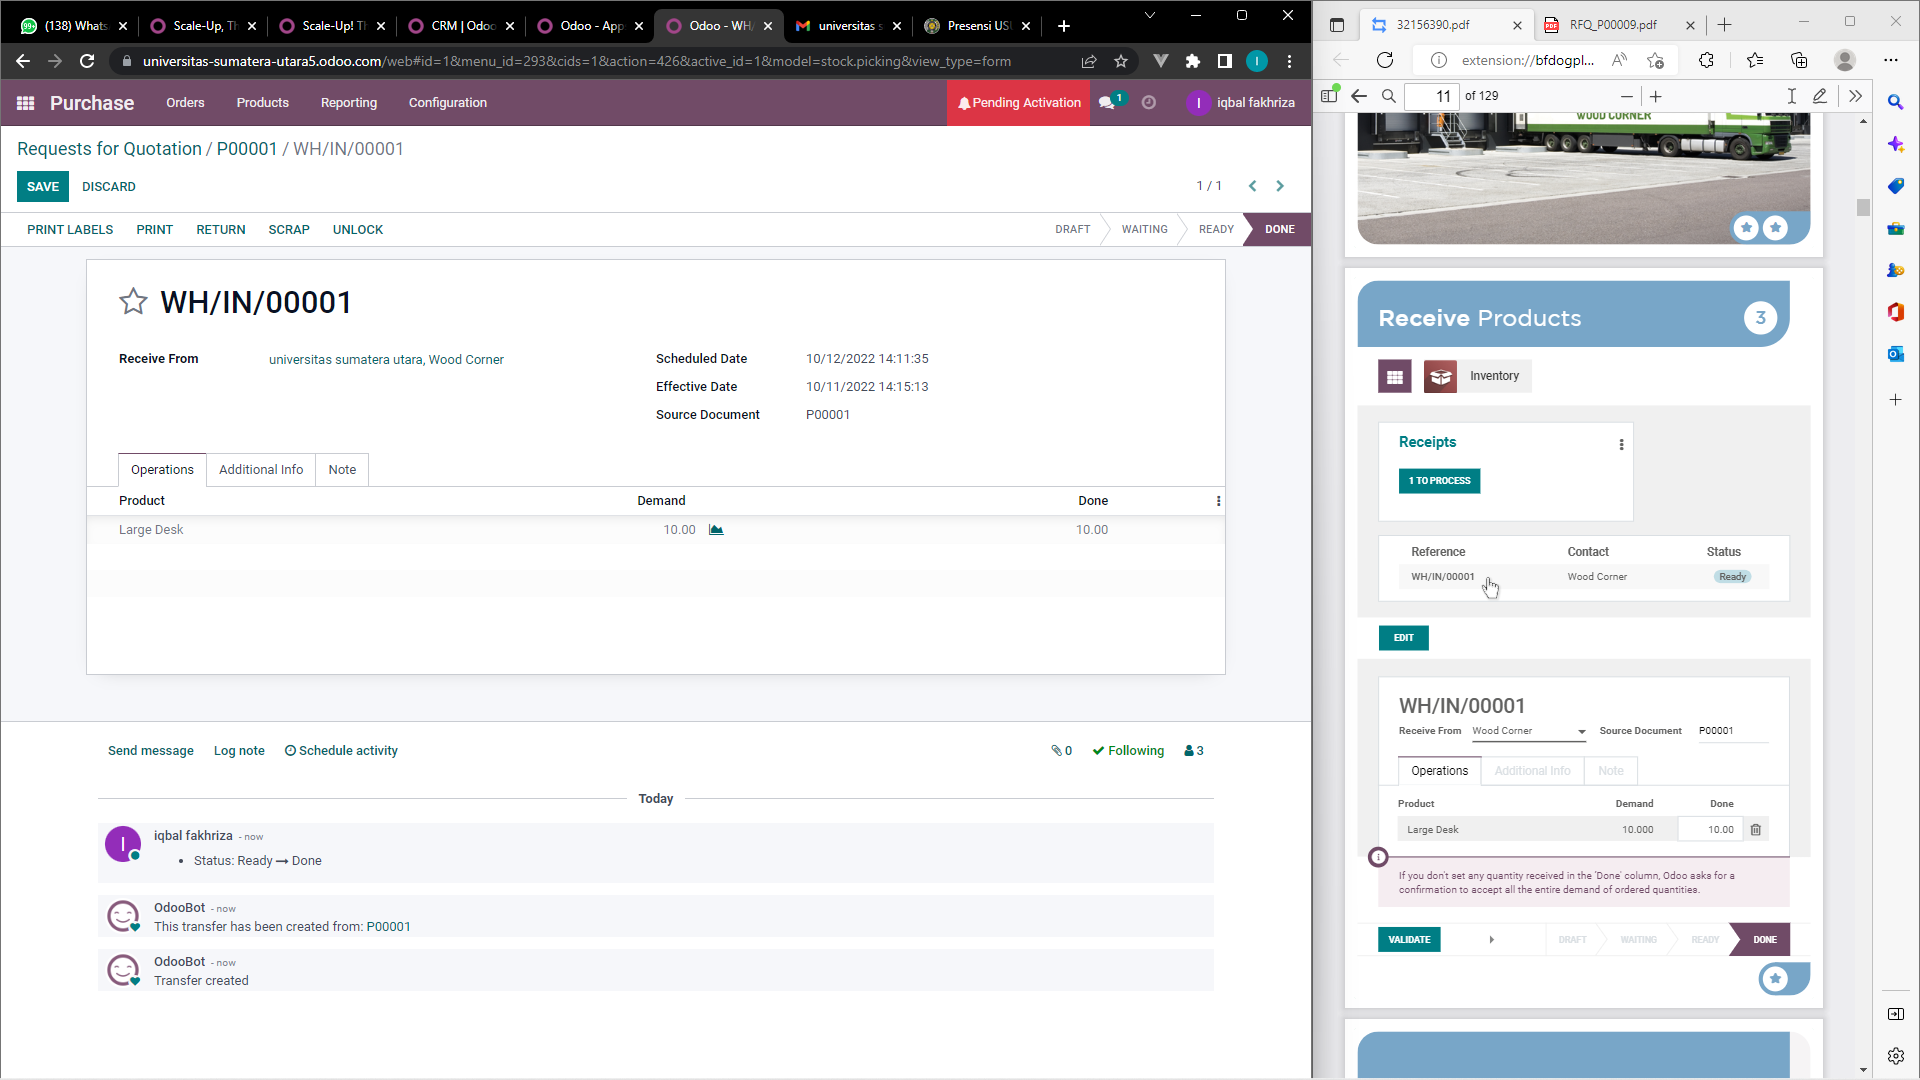 (138) Whats
Scale-Up, Th
Scale-Up! Th
CRM | Odoo
Odoo - App
Odoo - WH/
universitas s
Presensi USU
universitas-sumatera-utara5.odoo.com/web#id=1&menu_id=293&cids=1&action=426&active_id=1&model=stock.picking&view_type=form
Purchase
Orders
Products
Reporting
Configuration
Pending Activation
1
I
iqbal fakhriza
Requests for Quotation / P00001 / WH/IN/00001
SAVE
DISCARD
1 / 1
PRINT LABELS
PRINT
RETURN
SCRAP
UNLOCK
DRAFT
WAITING
READY
DONE
WH/IN/00001
Receive From
universitas sumatera utara, Wood Corner
Scheduled Date
10/12/2022 14:11:35
Effective Date
10/11/2022 14:15:13
Source Document
P00001
Operations
Additional Info
Note
Product
Demand
Done
Large Desk
10.00
10.00
Send message
Log note
Schedule activity
0
Following
3
Today
I
iqbal fakhriza - now
Status: Ready → Done
OdooBot - now
This transfer has been created from: P00001
OdooBot - now
Transfer created
32156390.pdf
RFQ_P00009.pdf
extension://bfdogpl...
11 of 129
WOOD CORNER
Receive Products
3
Inventory
Receipts
1 TO PROCESS
Reference
Contact
Status
WH/IN/00001
Wood Corner
Ready
EDIT
WH/IN/00001
Receive From
Wood Corner
Source Document
P00001
Operations
Additional Info
Note
Product
Demand
Done
Large Desk
10.000
10.00
If you don't set any quantity received in the 'Done' column, Odoo asks for a
confirmation to accept all the entire demand of ordered quantities.
VALIDATE
DRAFT
WAITING
READY
DONE